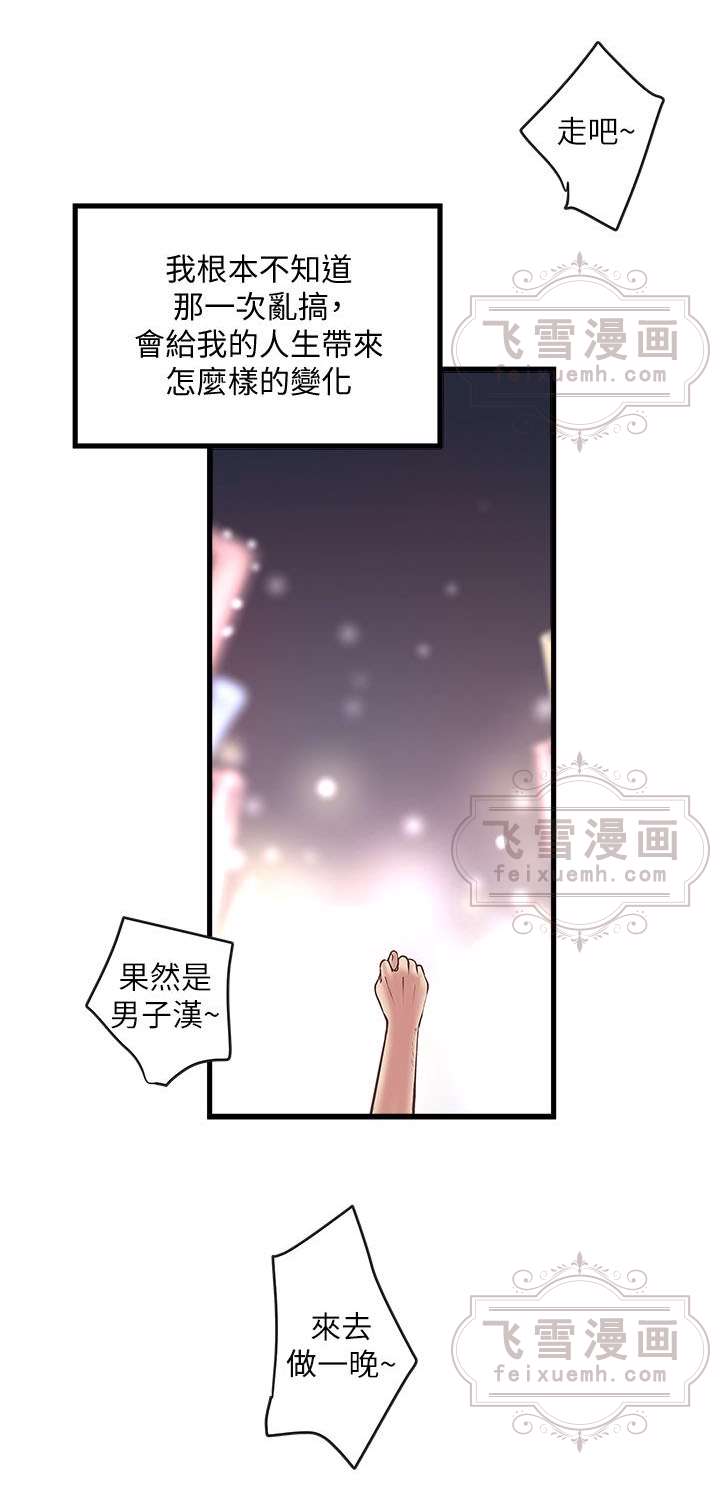 走吧~
我根本不知道
那一次亂搞，
會給我的人生帶來
怎麼樣的變化
飞雪漫画
feixuemh.com
飞雪漫画
feixuemh.com
果然是
男子漢~
來去
做一晚~
飞雪漫画
feixuemh.com